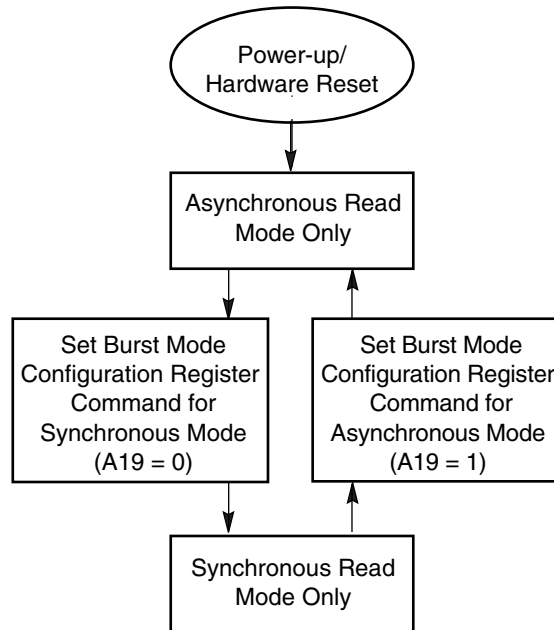 Power-up/
Hardware Reset
Asynchronous Read
Mode Only
Set Burst Mode
Configuration Register
Command for
Synchronous Mode
(A19 = 0)
Set Burst Mode
Configuration Register
Command for
Asynchronous Mode
(A19 = 1)
Synchronous Read
Mode Only